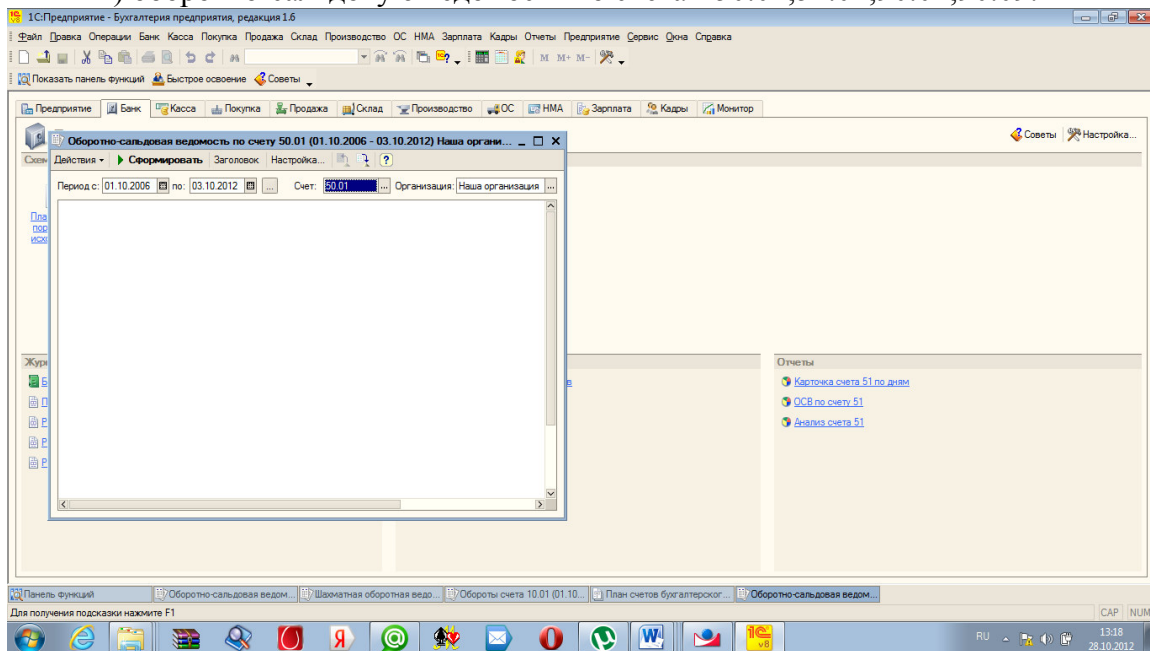 1С:Предприятие - Бухгалтерия предприятия, редакция 1.6
Файл Правка Операции Банк Касса Покупка Продажа Склад Производство ОС НМА Зарплата Кадры Отчеты Предприятие Сервис Окна Справка
M M+ M-
Показать панель функций Быстрое освоение Советы
Предприятие Банк Касса Покупка Продажа Склад Производство ОС НМА Зарплата Кадры Монитор
Советы Настройка...
Оборотно-сальдовая ведомость по счету 50.01 (01.10.2006 - 03.10.2012) Наша органи...
Действия Сформировать Заголовок Настройка...
Период с: 01.10.2006 по: 03.10.2012 ... Счет: 50.01 ... Организация: Наша организация ...
Отчеты
Карточка счета 51 по дням
ОСВ по счету 51
Анализ счета 51
Панель функций Оборотно-сальдовая ведом... Шахматная оборотная ведо... Обороты счета 10.01 (01.10... План счетов бухгалтерског... Оборотно-сальдовая ведом...
Для получения подсказки нажмите F1
CAP NUM
RU 13:18
28.10.2012